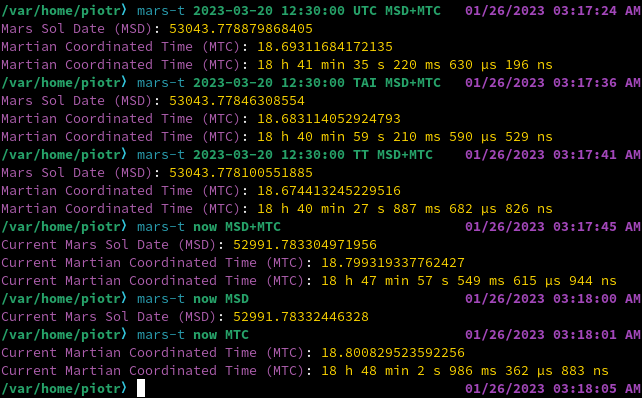 /var/home/piotr❯ mars-t 2023-03-20 12:30:00 UTC MSD+MTC 01/26/2023 03:17:24 AM
Mars Sol Date (MSD): 53043.778879868405
Martian Coordinated Time (MTC): 18.69311684172135
Martian Coordinated Time (MTC): 18 h 41 min 35 s 220 ms 630 µs 196 ns
/var/home/piotr❯ mars-t 2023-03-20 12:30:00 TAI MSD+MTC 01/26/2023 03:17:36 AM
Mars Sol Date (MSD): 53043.77846308554
Martian Coordinated Time (MTC): 18.683114052924793
Martian Coordinated Time (MTC): 18 h 40 min 59 s 210 ms 590 µs 529 ns
/var/home/piotr❯ mars-t 2023-03-20 12:30:00 TT MSD+MTC 01/26/2023 03:17:41 AM
Mars Sol Date (MSD): 53043.778100551885
Martian Coordinated Time (MTC): 18.674413245229516
Martian Coordinated Time (MTC): 18 h 40 min 27 s 887 ms 682 µs 826 ns
/var/home/piotr❯ mars-t now MSD+MTC 01/26/2023 03:17:45 AM
Current Mars Sol Date (MSD): 52991.783304971956
Current Martian Coordinated Time (MTC): 18.799319337762427
Current Martian Coordinated Time (MTC): 18 h 47 min 57 s 549 ms 615 µs 944 ns
/var/home/piotr❯ mars-t now MSD 01/26/2023 03:18:00 AM
Current Mars Sol Date (MSD): 52991.78332446328
/var/home/piotr❯ mars-t now MTC 01/26/2023 03:18:01 AM
Current Martian Coordinated Time (MTC): 18.800829523592256
Current Martian Coordinated Time (MTC): 18 h 48 min 2 s 986 ms 362 µs 883 ns
/var/home/piotr❯ 01/26/2023 03:18:05 AM